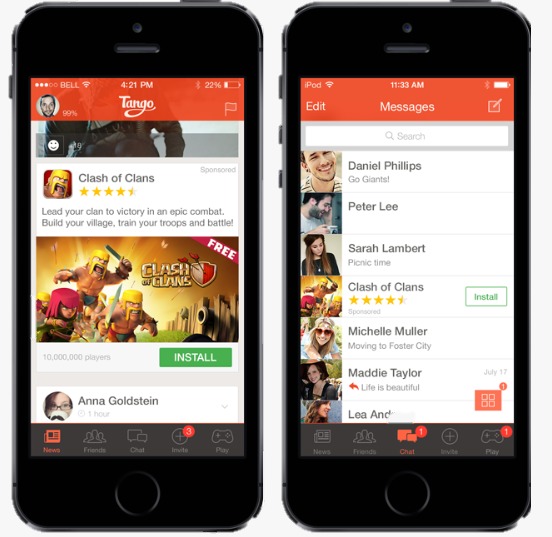 BELL 4:21 PM 22%
99% Tango
+19
Sponsored
Clash of Clans
Lead your clan to victory in an epic combat.
Build your village, train your troops and battle!
FREE
CLASH
OF CLANS
10,000,000 players INSTALL
Anna Goldstein
1 hour
3
News Friends Chat Invite Play
iPod 11:33 AM
Edit Messages
Search
Daniel Phillips
Go Giants!
Peter Lee
Sarah Lambert
Picnic time
Clash of Clans
Install
Sponsored
Michelle Muller
Moving to Foster City
Maddie Taylor July 17
Life is beautiful
1
Lea And
1 1
News Friends Chat Invite Play